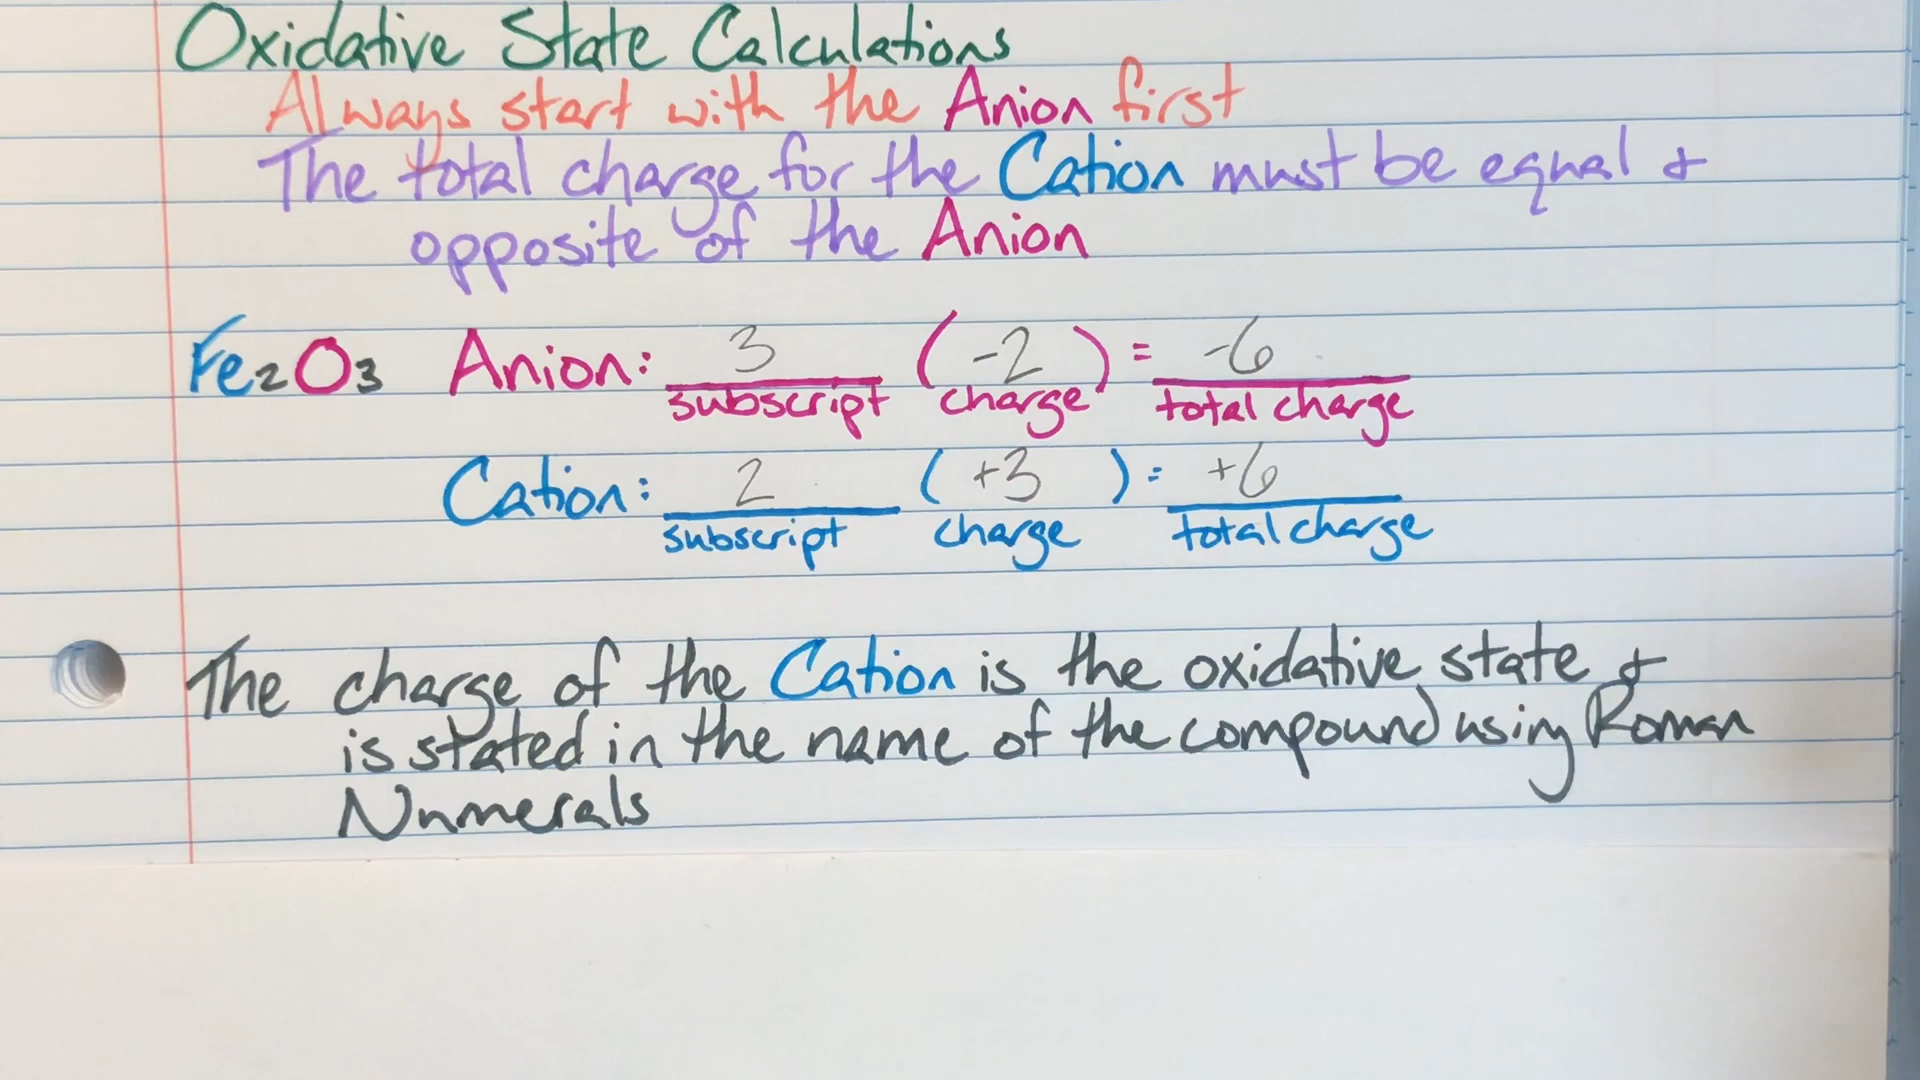 Oxidative State Calculations
Always start with the Anion first
The total charge for the Cation must be equal &
opposite of the Anion
Fe2O3 Anion: 3 (-2) = -6
subscript charge total charge
Cation: 2 (+3) = +6
subscript charge total charge
The charge of the Cation is the oxidative state &
is stated in the name of the compound using Roman
Numerals